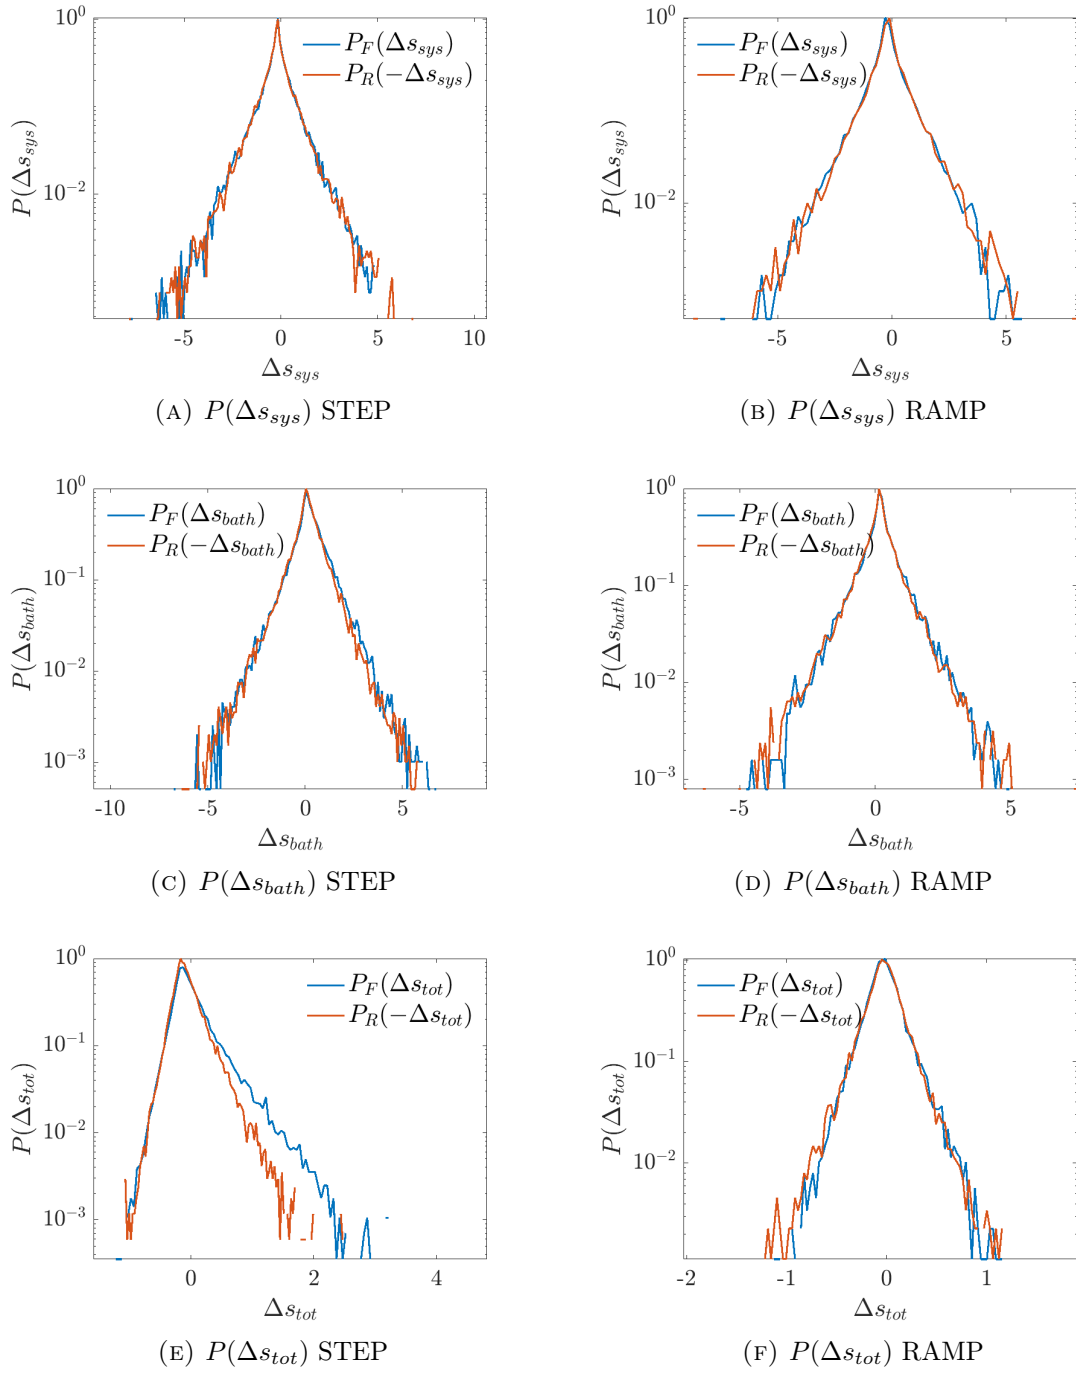 10^0
10^-2
P(Δs_sys)
P_F(Δs_sys)
P_R(−Δs_sys)
-5 0 5 10
Δs_sys
(A) P(Δs_sys) STEP
10^0
10^-1
10^-2
P(Δs_sys)
P_F(Δs_sys)
P_R(−Δs_sys)
-5 0 5
Δs_sys
(B) P(Δs_sys) RAMP
10^0
10^-1
10^-2
10^-3
P(Δs_bath)
P_F(Δs_bath)
P_R(−Δs_bath)
-10 -5 0 5
Δs_bath
(C) P(Δs_bath) STEP
10^0
10^-1
10^-2
10^-3
P(Δs_bath)
P_F(Δs_bath)
P_R(−Δs_bath)
-5 0 5
Δs_bath
(D) P(Δs_bath) RAMP
10^0
10^-1
10^-2
10^-3
P(Δs_tot)
P_F(Δs_tot)
P_R(−Δs_tot)
0 2 4
Δs_tot
(E) P(Δs_tot) STEP
10^0
10^-1
10^-2
P(Δs_tot)
P_F(Δs_tot)
P_R(−Δs_tot)
-2 -1 0 1
Δs_tot
(F) P(Δs_tot) RAMP